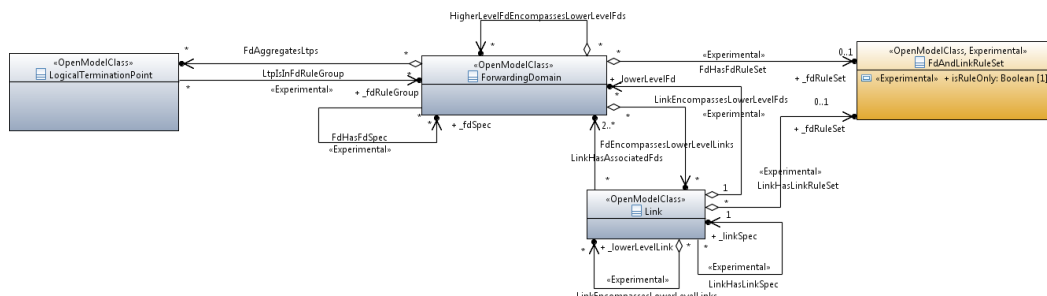 HigherLevelFdEncompassesLowerLevelFds
«OpenModelClass»
LogicalTerminationPoint
*
FdAggregatesLtps
*
LtpIsInFdRuleGroup
*
«Experimental»
*
+ _fdRuleGroup
*
*
«OpenModelClass»
ForwardingDomain
*
«Experimental»
FdHasFdRuleSet
0..1
+ _fdRuleSet
+ _lowerLevelFd
«OpenModelClass, Experimental»
FdAndLinkRuleSet
«Experimental» + isRuleOnly: Boolean [1]
*
LinkEncompassesLowerLevelFds
«Experimental»
0..1
+ _fdRuleSet
*
*
+ _fdSpec
FdHasFdSpec
«Experimental»
2..*
FdEncompassesLowerLevelLinks
LinkHasAssociatedFds
*
*
«Experimental»
LinkHasLinkRuleSet
«OpenModelClass»
Link
1
*
1
+ _linkSpec
*
+ _lowerLevelLink
*
*
«Experimental»
«Experimental»
LinkHasLinkSpec
LinkEncompassesLowerLevelLinks